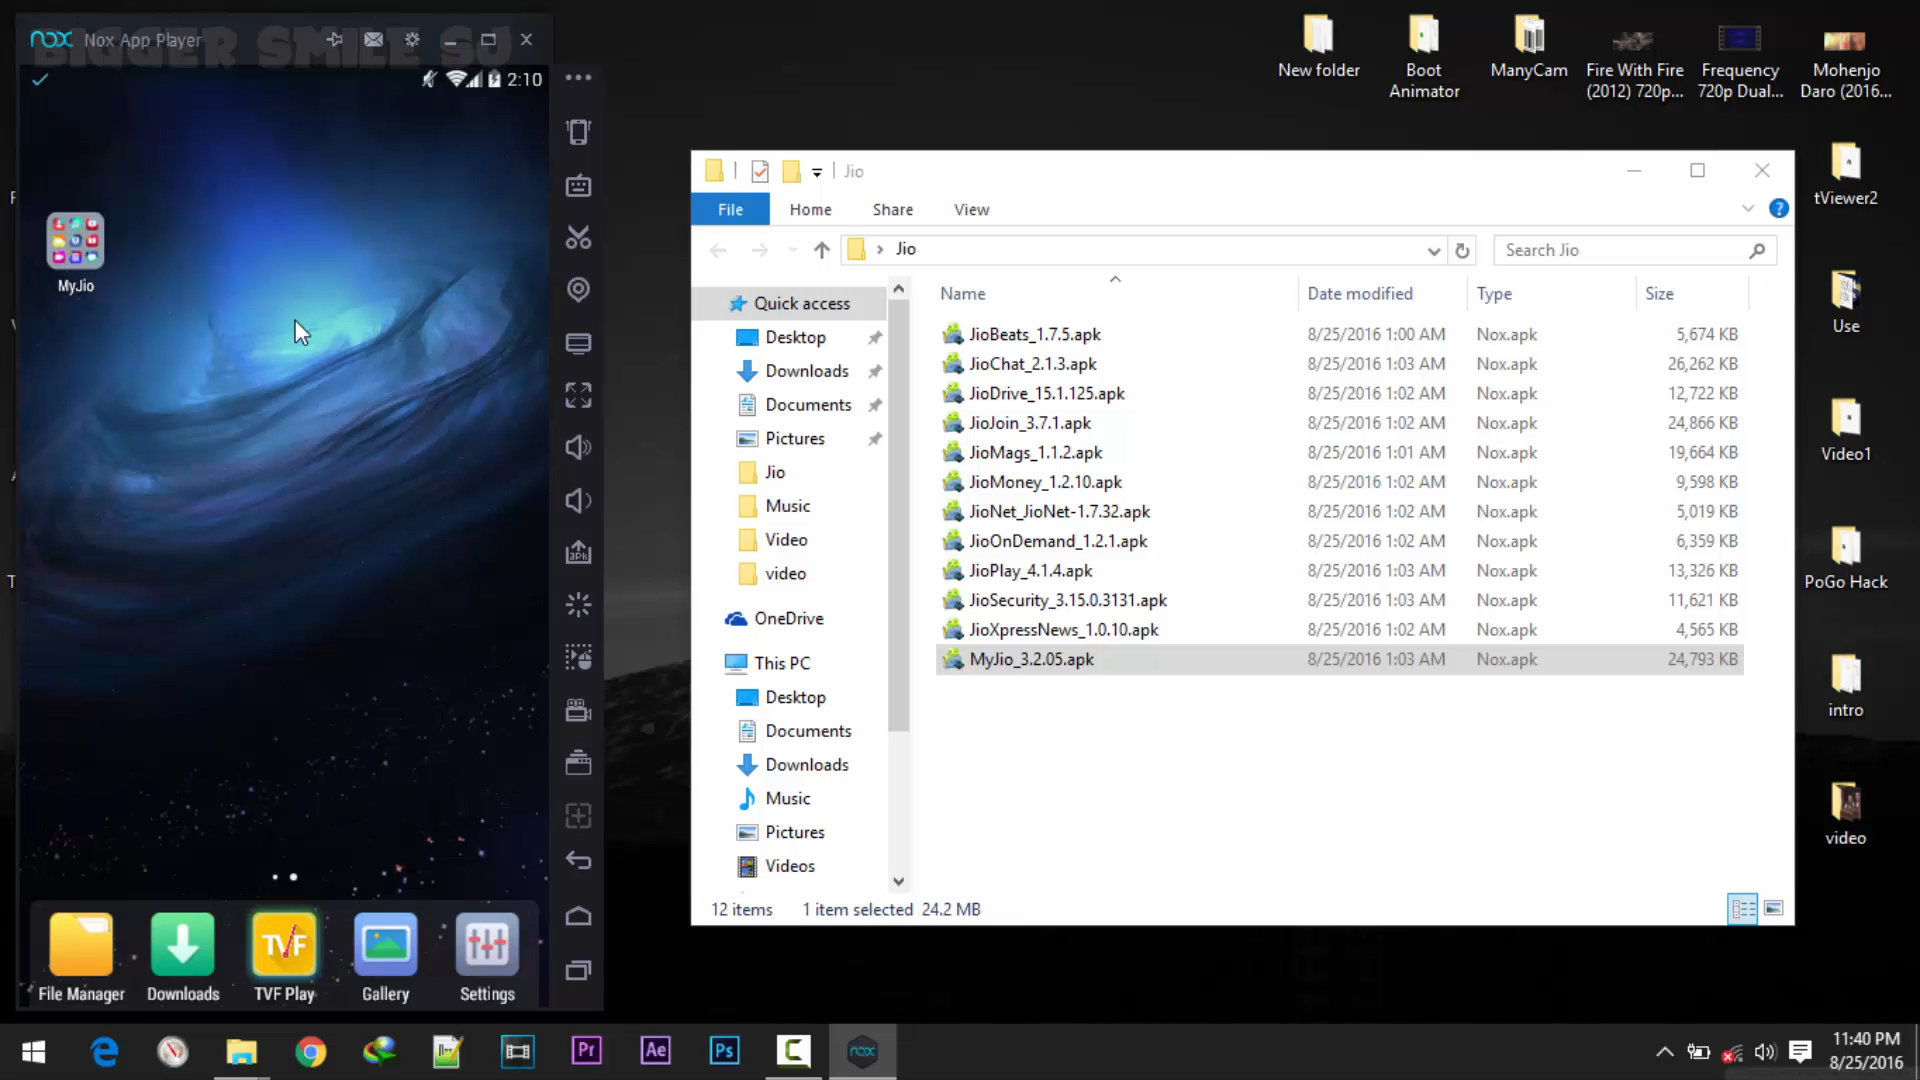 nox Nox App Player
BIGGER SMILE SU
2:10
MyJio
File Manager
Downloads
TVF
TVF Play
Gallery
Settings
New folder
Boot
Animator
ManyCam
Fire With Fire
(2012) 720p...
Frequency
720p Dual...
Mohenjo
Daro (2016...
tViewer2
Use
Video1
PoGo Hack
intro
video
Jio
File Home Share View
Jio
Search Jio
Quick access
Desktop
Downloads
Documents
Pictures
Jio
Music
Video
video
OneDrive
This PC
Desktop
Documents
Downloads
Music
Pictures
Videos
Name Date modified Type Size
JioBeats_1.7.5.apk 8/25/2016 1:00 AM Nox.apk 5,674 KB
JioChat_2.1.3.apk 8/25/2016 1:03 AM Nox.apk 26,262 KB
JioDrive_15.1.125.apk 8/25/2016 1:02 AM Nox.apk 12,722 KB
JioJoin_3.7.1.apk 8/25/2016 1:02 AM Nox.apk 24,866 KB
JioMags_1.1.2.apk 8/25/2016 1:01 AM Nox.apk 19,664 KB
JioMoney_1.2.10.apk 8/25/2016 1:02 AM Nox.apk 9,598 KB
JioNet_JioNet-1.7.32.apk 8/25/2016 1:02 AM Nox.apk 5,019 KB
JioOnDemand_1.2.1.apk 8/25/2016 1:02 AM Nox.apk 6,359 KB
JioPlay_4.1.4.apk 8/25/2016 1:03 AM Nox.apk 13,326 KB
JioSecurity_3.15.0.3131.apk 8/25/2016 1:03 AM Nox.apk 11,621 KB
JioXpressNews_1.0.10.apk 8/25/2016 1:02 AM Nox.apk 4,565 KB
MyJio_3.2.05.apk 8/25/2016 1:03 AM Nox.apk 24,793 KB
12 items 1 item selected 24.2 MB
Pr
Ae
Ps
nox
11:40 PM
8/25/2016